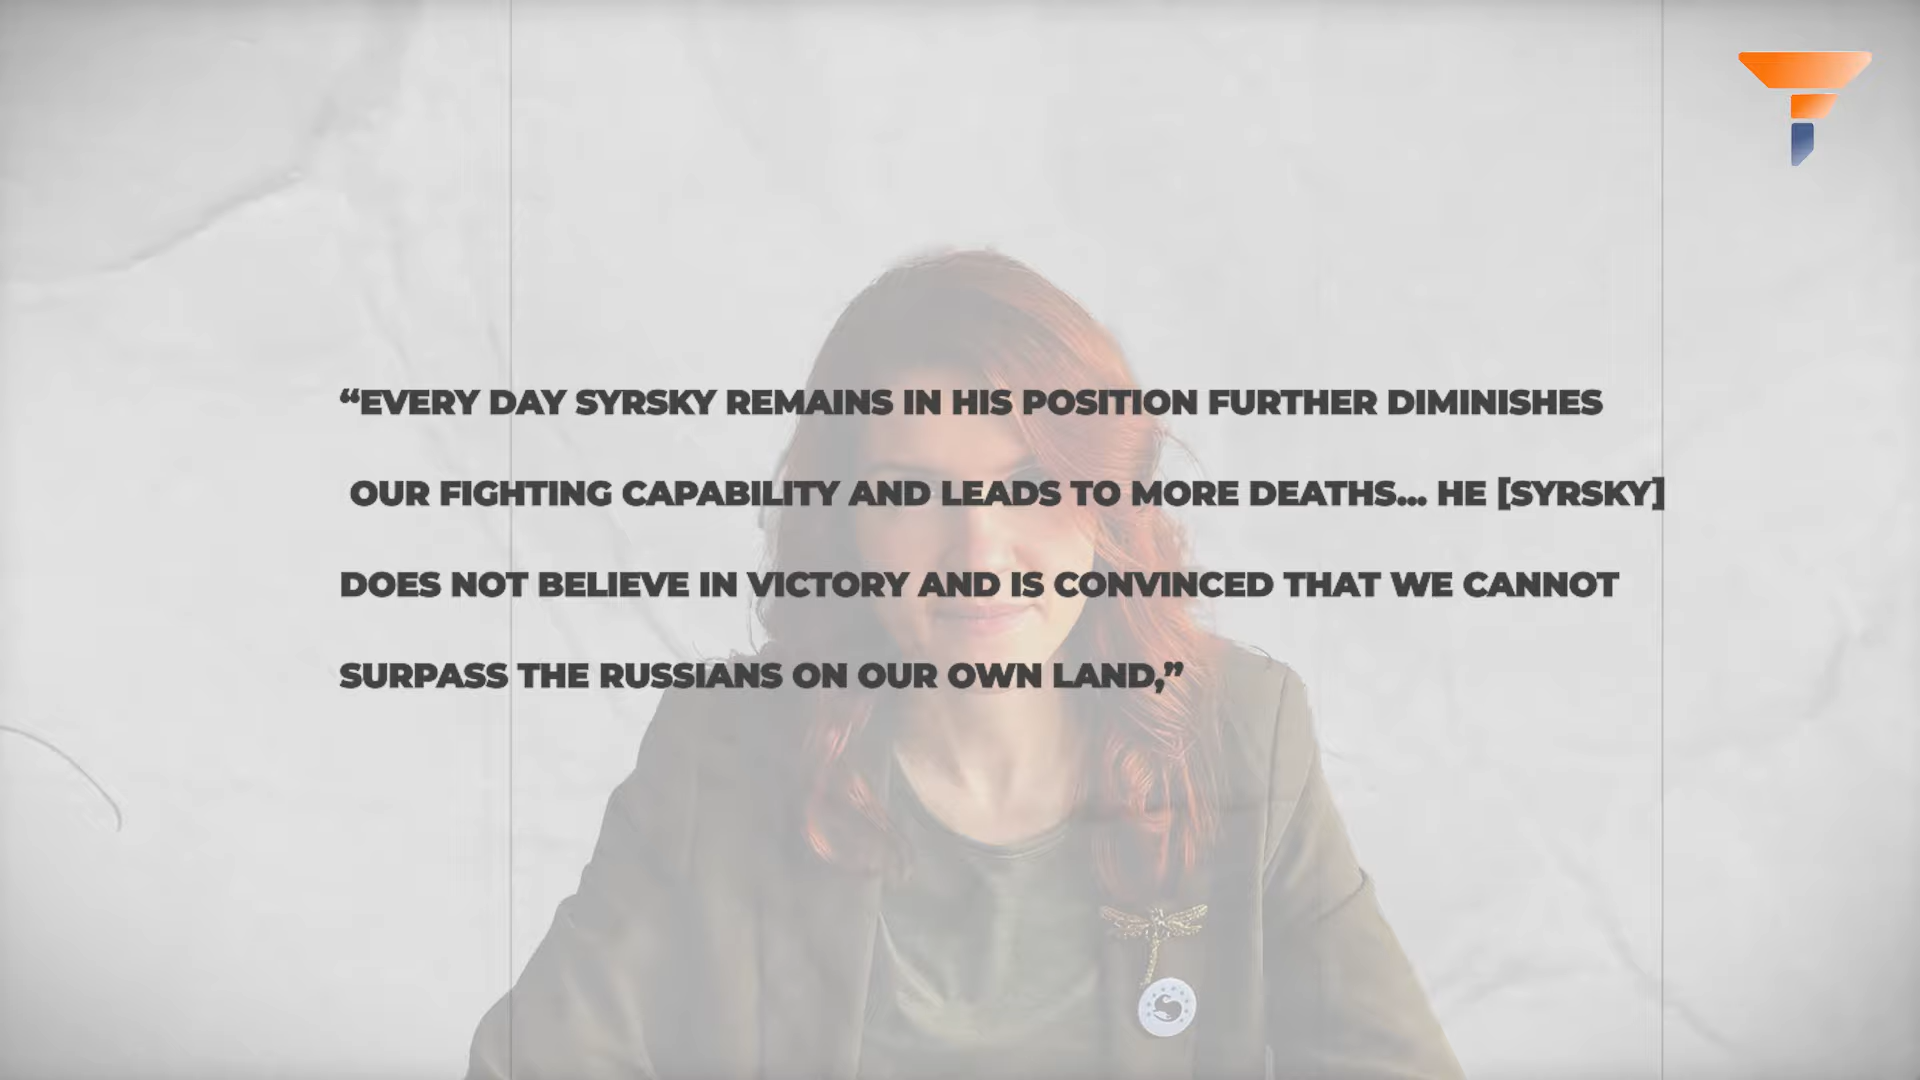 “EVERY DAY SYRSKY REMAINS IN HIS POSITION FURTHER DIMINISHES
OUR FIGHTING CAPABILITY AND LEADS TO MORE DEATHS... HE [SYRSKY]
DOES NOT BELIEVE IN VICTORY AND IS CONVINCED THAT WE CANNOT
SURPASS THE RUSSIANS ON OUR OWN LAND,”